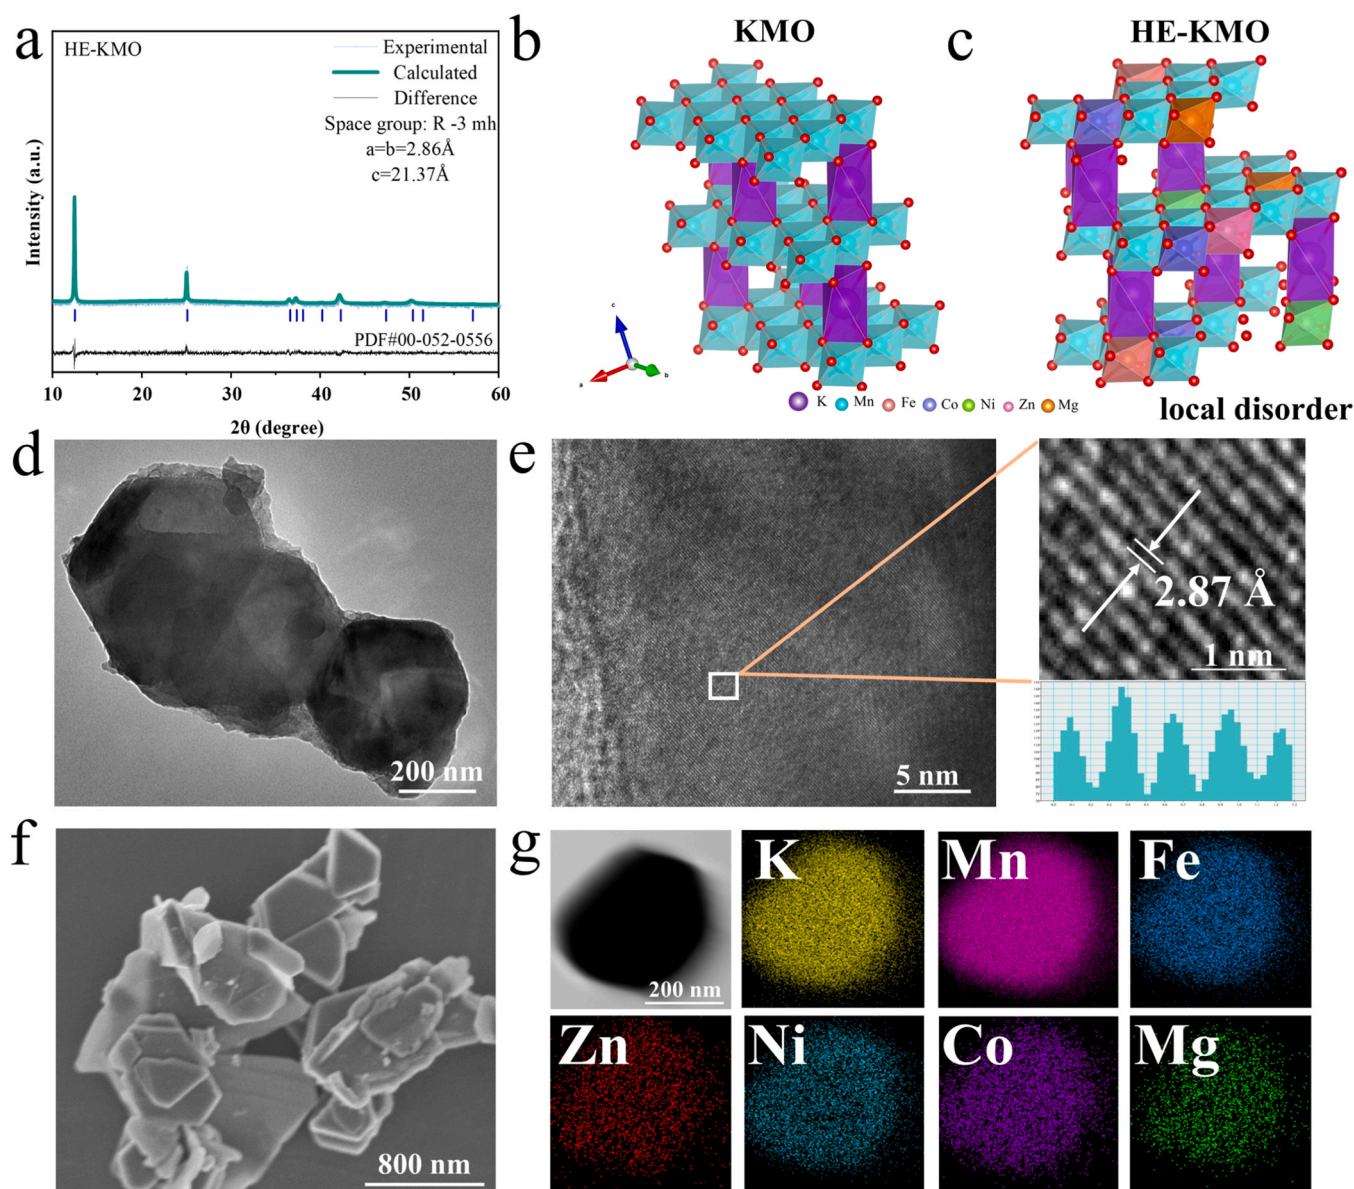 a
HE-KMO
Experimental
Calculated
Difference
Space group: R -3 mh
a=b=2.86Å
c=21.37Å
Intensity (a.u.)
PDF#00-052-0556
10 20 30 40 50 60
2θ (degree)
b
KMO
c
HE-KMO
c
a
b
K Mn Fe Co Ni Zn Mg
local disorder
d
200 nm
e
5 nm
2.87 Å
1 nm
f
800 nm
g
200 nm
K
Mn
Fe
Zn
Ni
Co
Mg